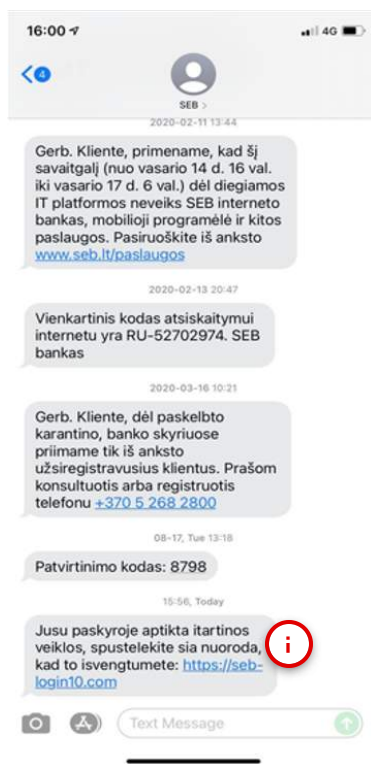 16:00
4G
4
SEB >
2020-02-11 13:44
Gerb. Kliente, primename, kad šį
savaitgalį (nuo vasario 14 d. 16 val.
iki vasario 17 d. 6 val.) dėl diegiamos
IT platformos neveiks SEB interneto
bankas, mobilioji programėlė ir kitos
paslaugos. Pasiruoškite iš anksto
www.seb.lt/paslaugos
2020-02-13 20:47
Vienkartinis kodas atsiskaitymui
internetu yra RU-52702974. SEB
bankas
2020-03-16 10:21
Gerb. Kliente, dėl paskelbto
karantino, banko skyriuose
priimame tik iš anksto
užsiregistravusius klientus. Prašom
konsultuotis arba registruotis
telefonu +370 5 268 2800
08-17, Tue 13:18
Patvirtinimo kodas: 8798
15:56, Today
Jusu paskyroje aptikta itartinos
veiklos, spustelekite sia nuoroda,
kad to isvengtumete: https://seb-
login10.com
i
Text Message